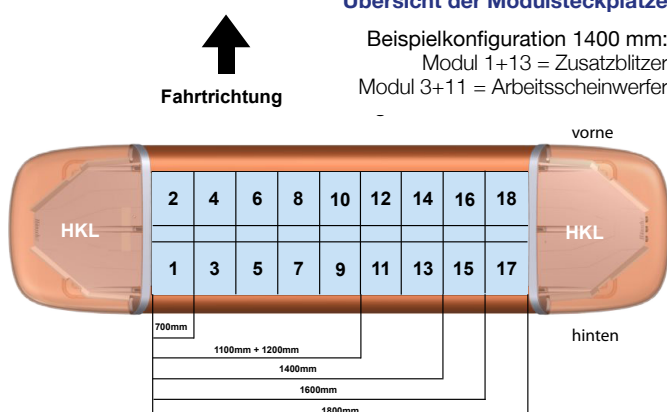 Übersicht der Modulsteckplätze
Beispielkonfiguration 1400 mm:
Modul 1+13 = Zusatzblitzer
Modul 3+11 = Arbeitsscheinwerfer
Fahrtrichtung
vorne
2 4 6 8 10 12 14 16 18
HKL HKL
1 3 5 7 9 11 13 15 17
700mm
hinten
1100mm + 1200mm
1400mm
1600mm
1800mm